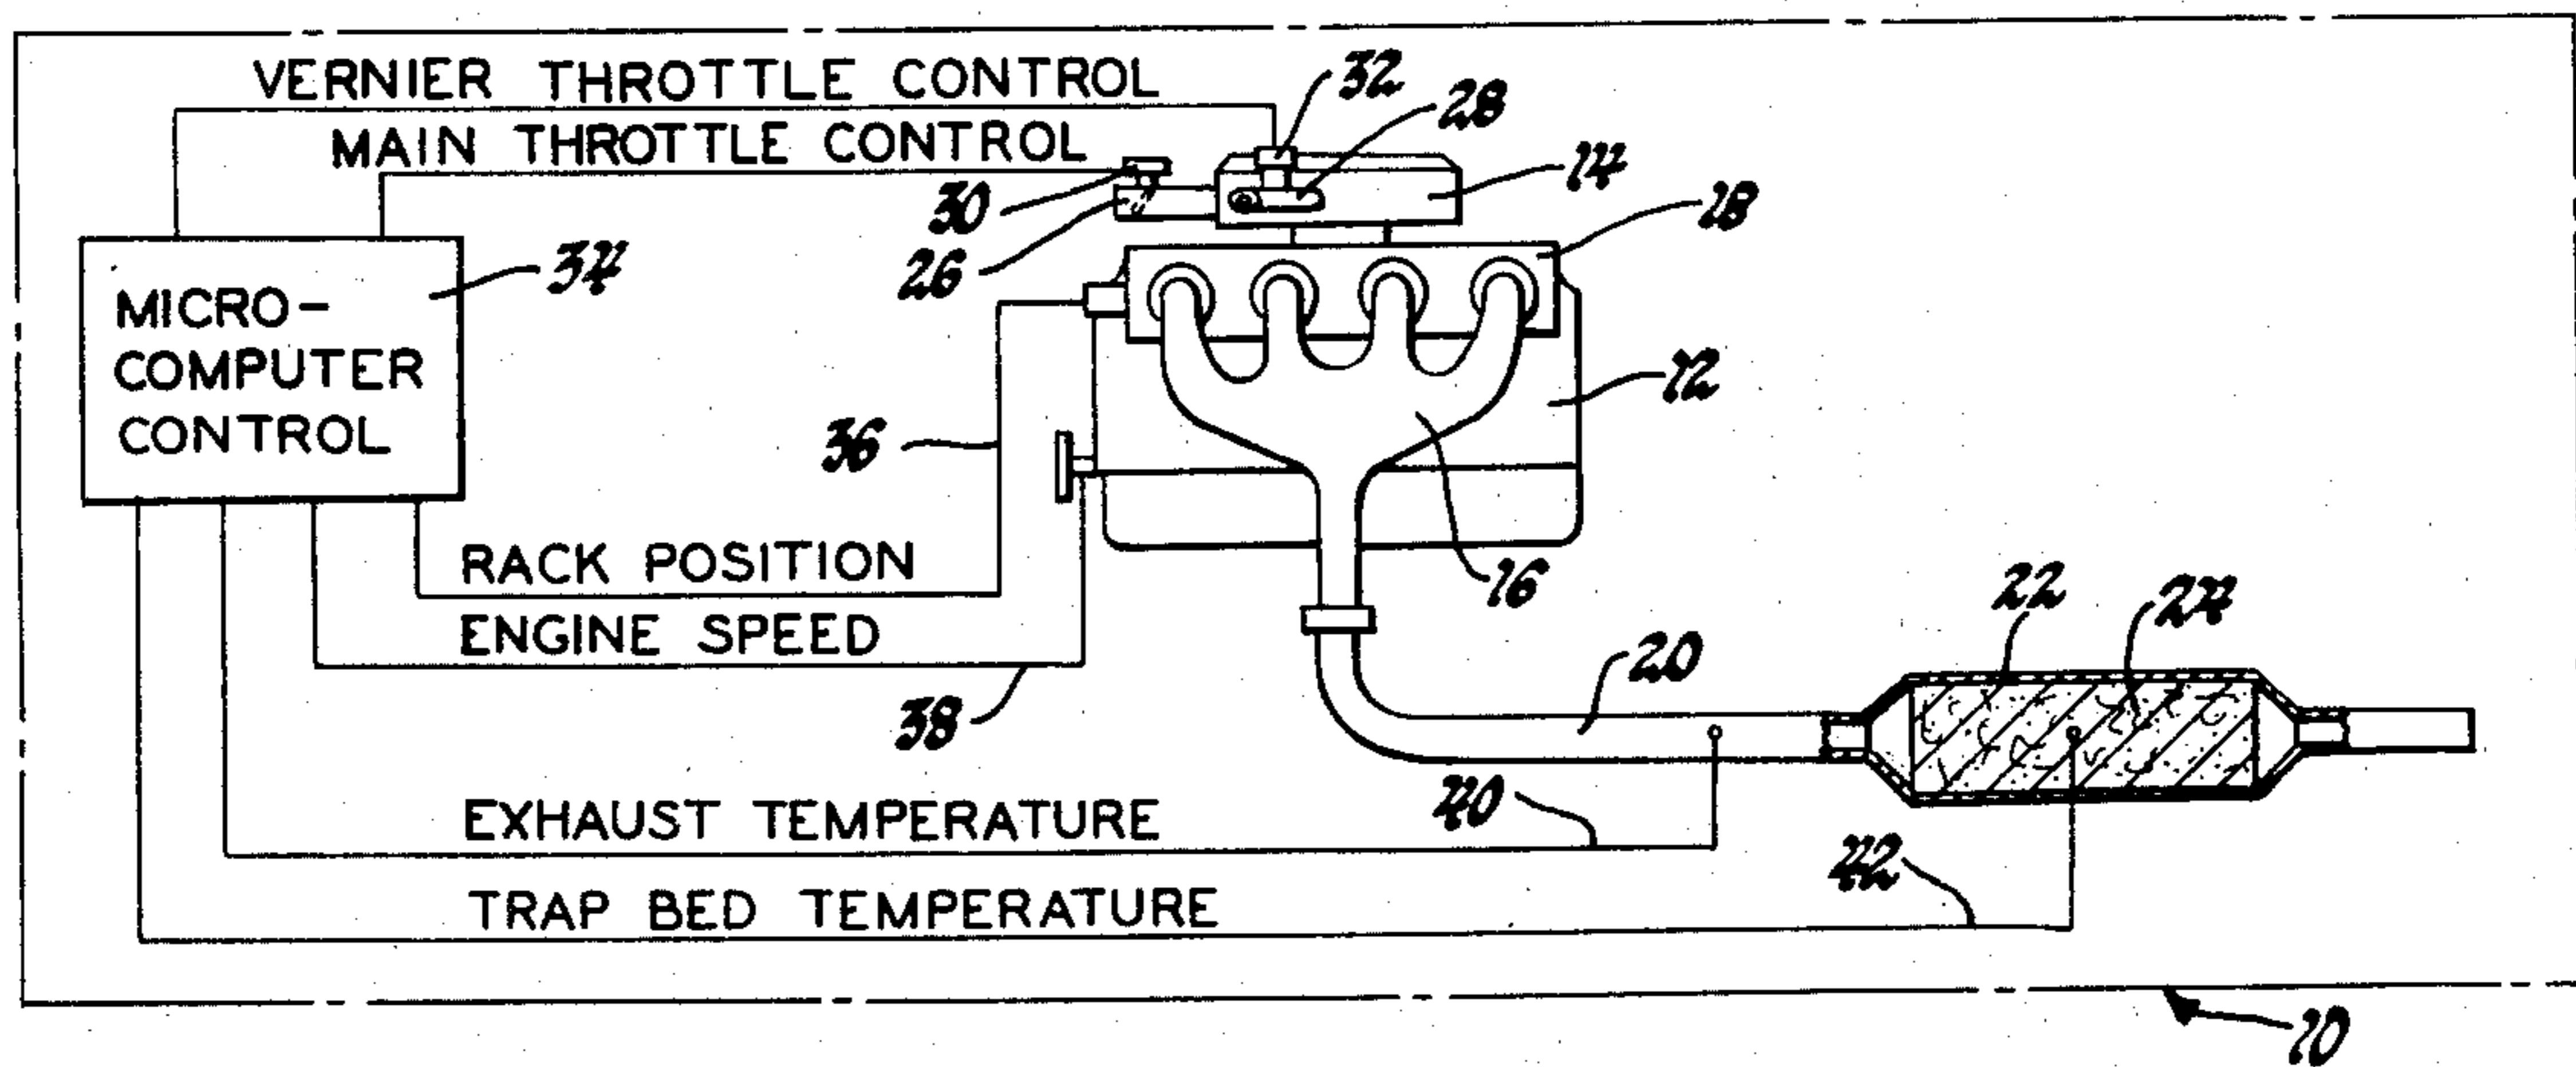 VERNIER THROTTLE CONTROL
32
28
MAIN THROTTLE CONTROL
14
30
18
26
34
MICRO-
COMPUTER
CONTROL
12
36
RACK POSITION
16
22
24
ENGINE SPEED
20
38
EXHAUST TEMPERATURE
40
42
TRAP BED TEMPERATURE
10